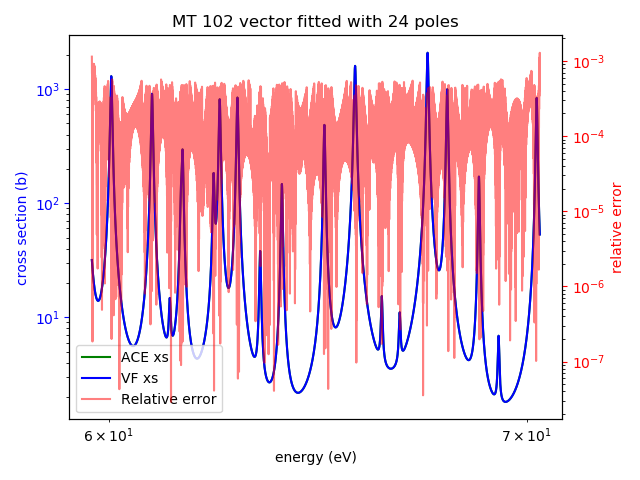 MT 102 vector fitted with 24 poles
cross section (b)
10³
10²
10¹
ACE xs
VF xs
Relative error
6 × 10¹
7 × 10¹
energy (eV)
10⁻³
10⁻⁴
10⁻⁵
10⁻⁶
10⁻⁷
relative error